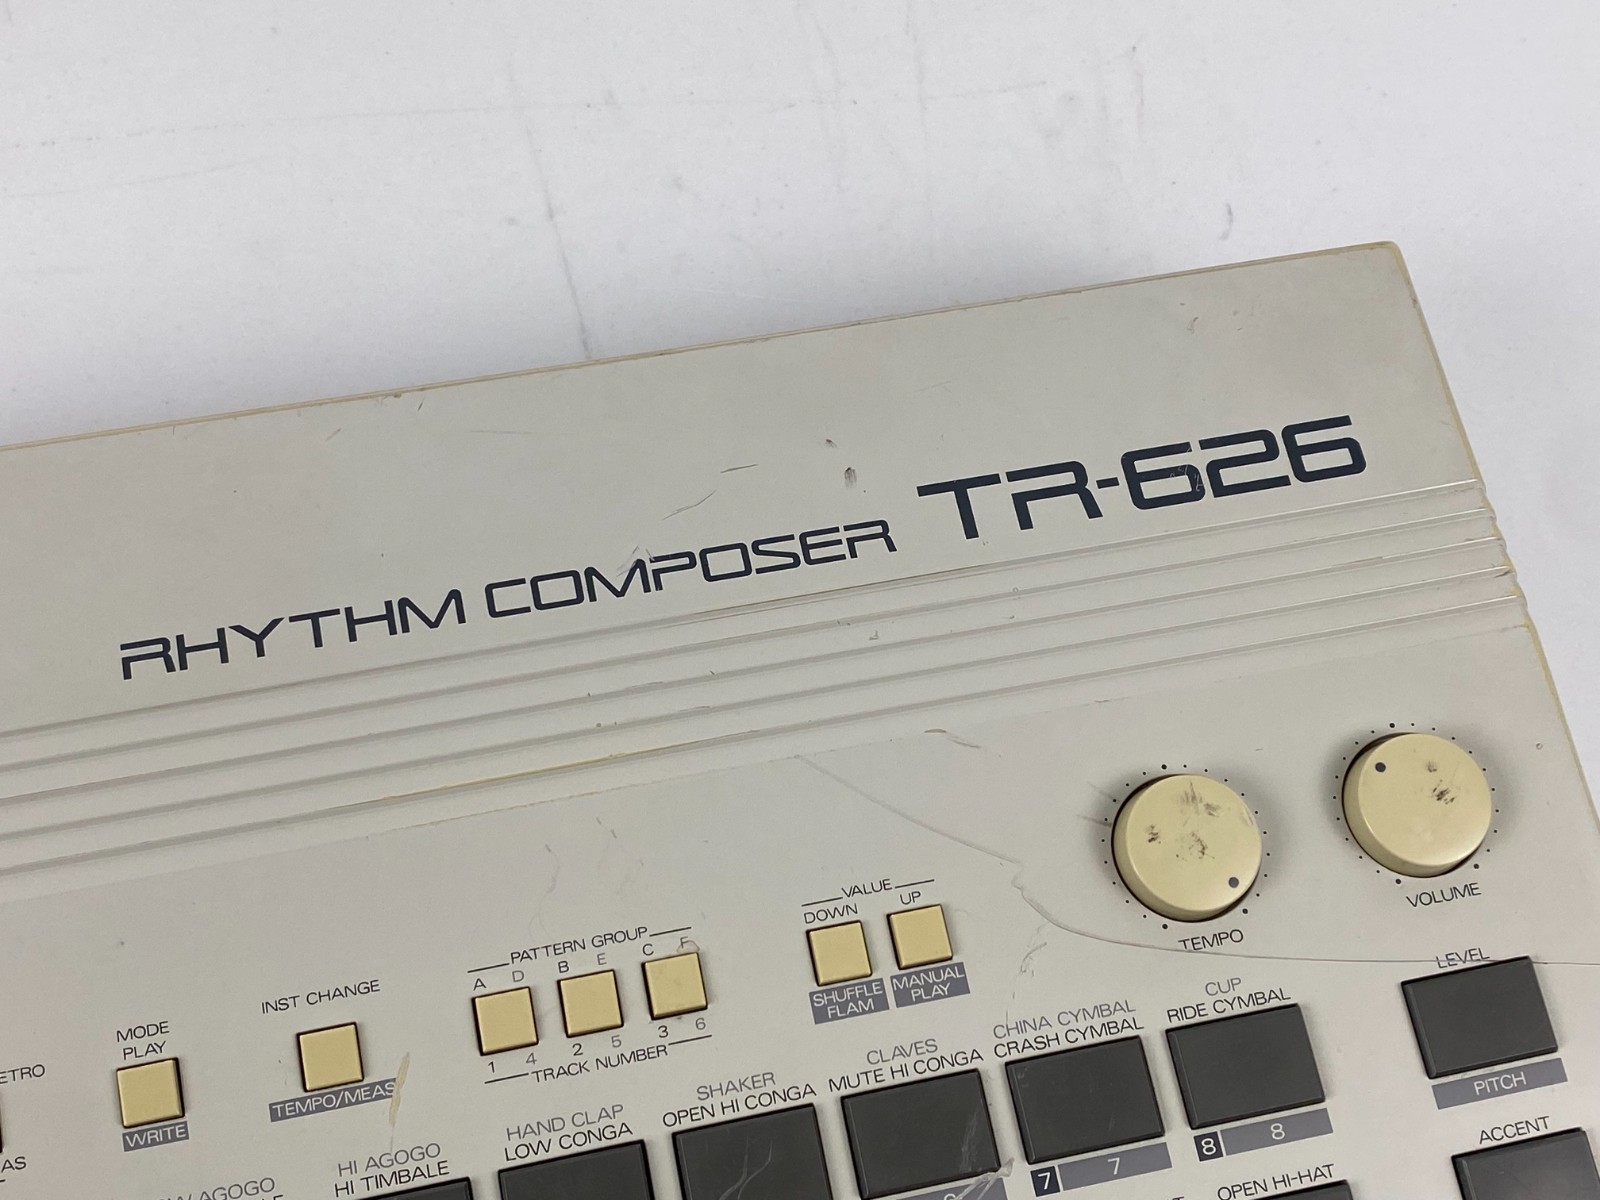 RHYTHM COMPOSER TR-626
TEMPO
VOLUME
VALUE
DOWN UP
SHUFFLE FLAM
MANUAL PLAY
PATTERN GROUP
A D B E C F
1 4 2 5 3 6
TRACK NUMBER
INST CHANGE
TEMPO/MEAS
MODE
PLAY
WRITE
LEVEL
PITCH
CUP
RIDE CYMBAL
8 8
CHINA CYMBAL
CRASH CYMBAL
7 7
CLAVES
MUTE HI CONGA
SHAKER
OPEN HI CONGA
HAND CLAP
LOW CONGA
HI AGOGO
HI TIMBALE
AGOGO
ACCENT
OPEN HI-HAT